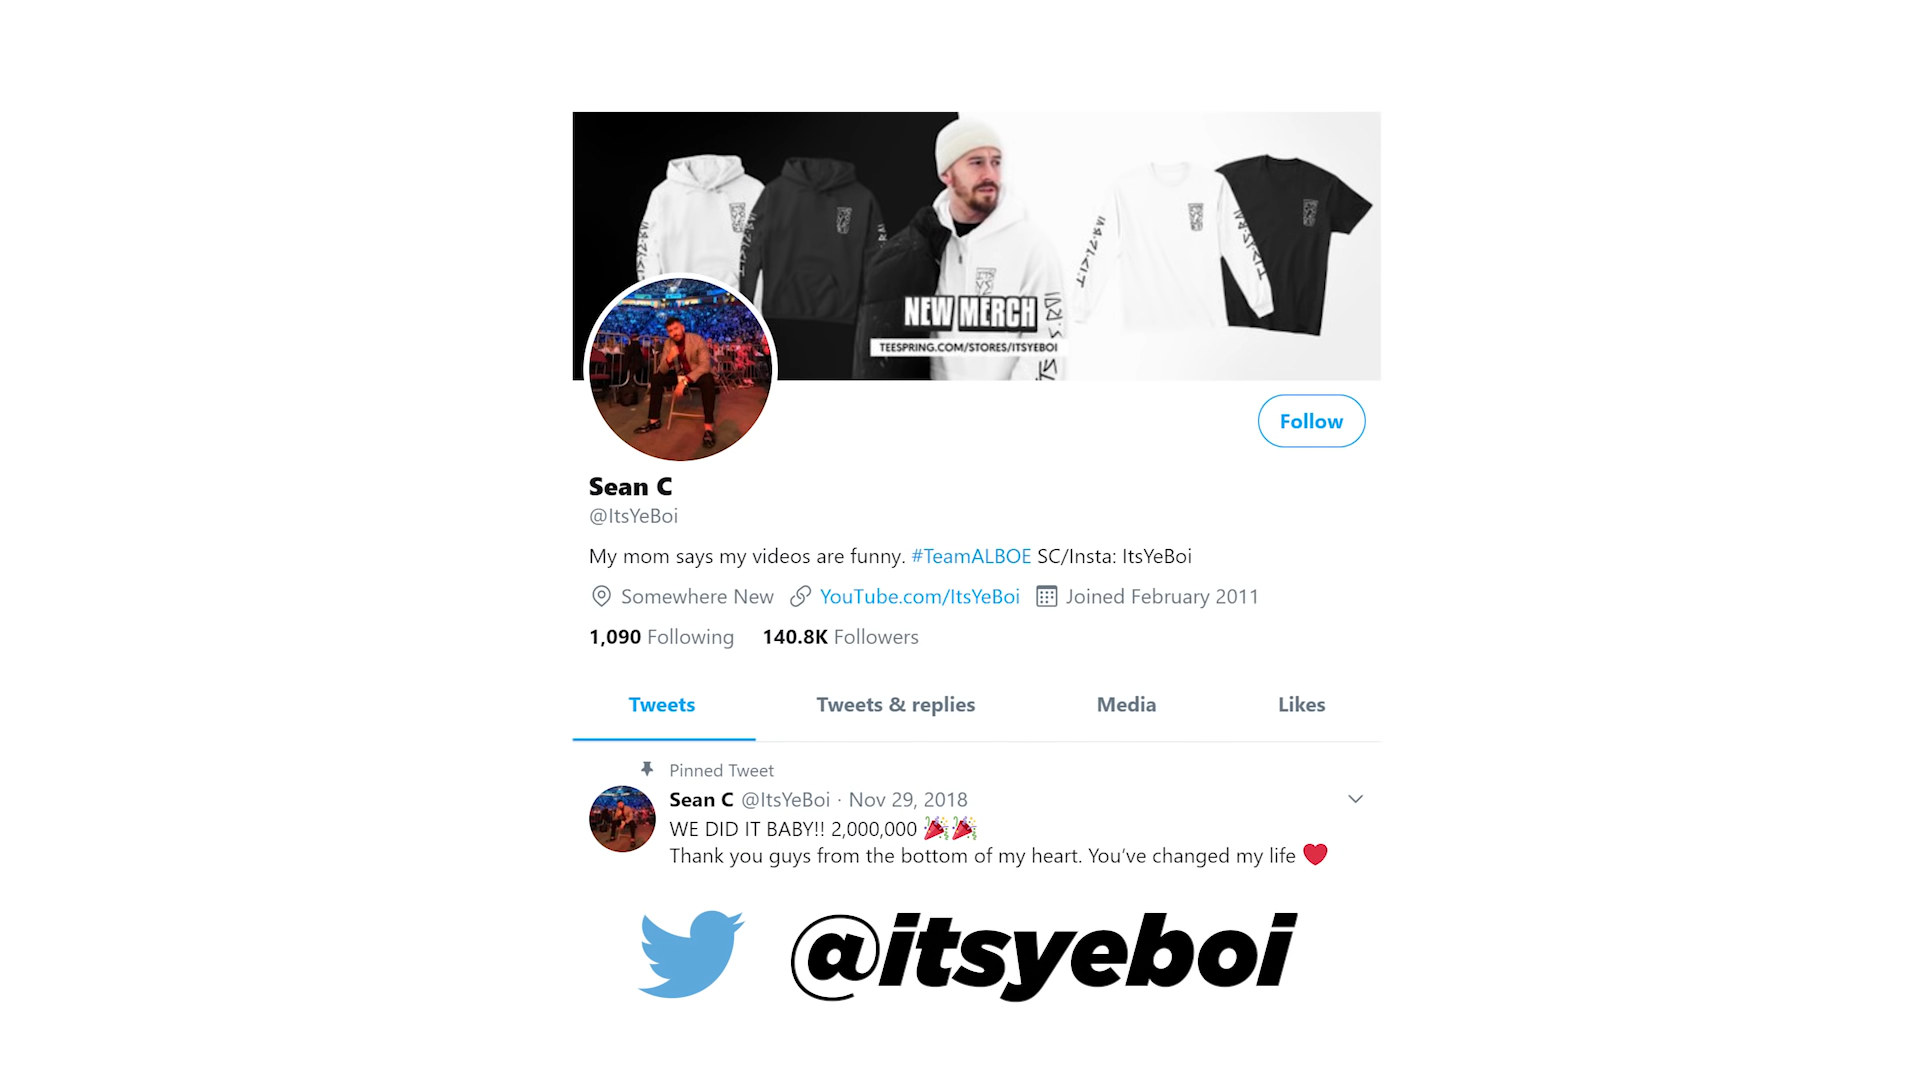 NEW MERCH
TEESPRING.COM/STORES/ITSYEBOI
Follow
Sean C
@ItsYeBoi
My mom says my videos are funny. #TeamALBOE SC/Insta: ItsYeBoi
Somewhere New YouTube.com/ItsYeBoi Joined February 2011
1,090 Following 140.8K Followers
Tweets Tweets & replies Media Likes
Pinned Tweet
Sean C @ItsYeBoi · Nov 29, 2018
WE DID IT BABY!! 2,000,000 🎉🎉
Thank you guys from the bottom of my heart. You’ve changed my life ❤️
@itsyeboi